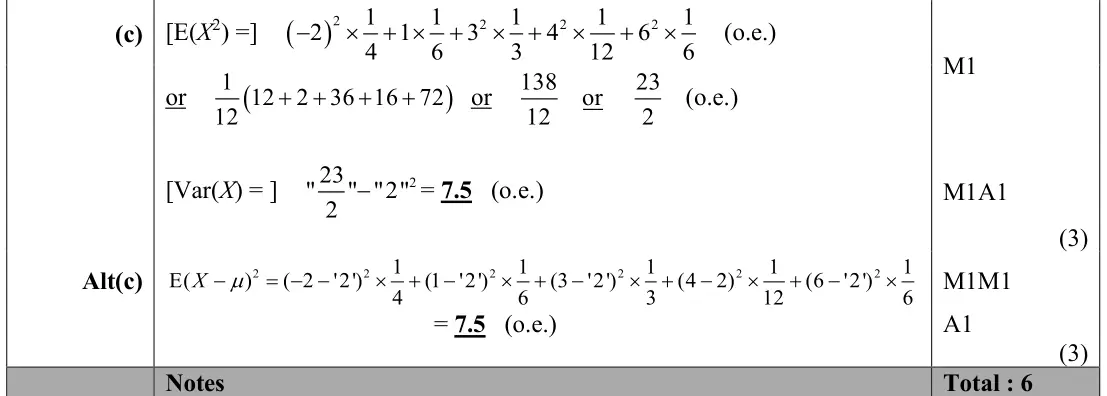 (c) [E(X²) =] (−2)² × 1/4 + 1 × 1/6 + 3² × 1/3 + 4² × 1/12 + 6² × 1/6 (o.e.)
M1
or 1/12 (12 + 2 + 36 + 16 + 72) or 138/12 or 23/2 (o.e.)
[Var(X) = ] "23/2" − "2"² = 7.5 (o.e.) M1A1
(3)
Alt(c) E(X − μ)² = (−2 − '2')² × 1/4 + (1 − '2')² × 1/6 + (3 − '2')² × 1/3 + (4 − 2)² × 1/12 + (6 − '2')² × 1/6 M1M1
= 7.5 (o.e.) A1
(3)
Notes Total : 6